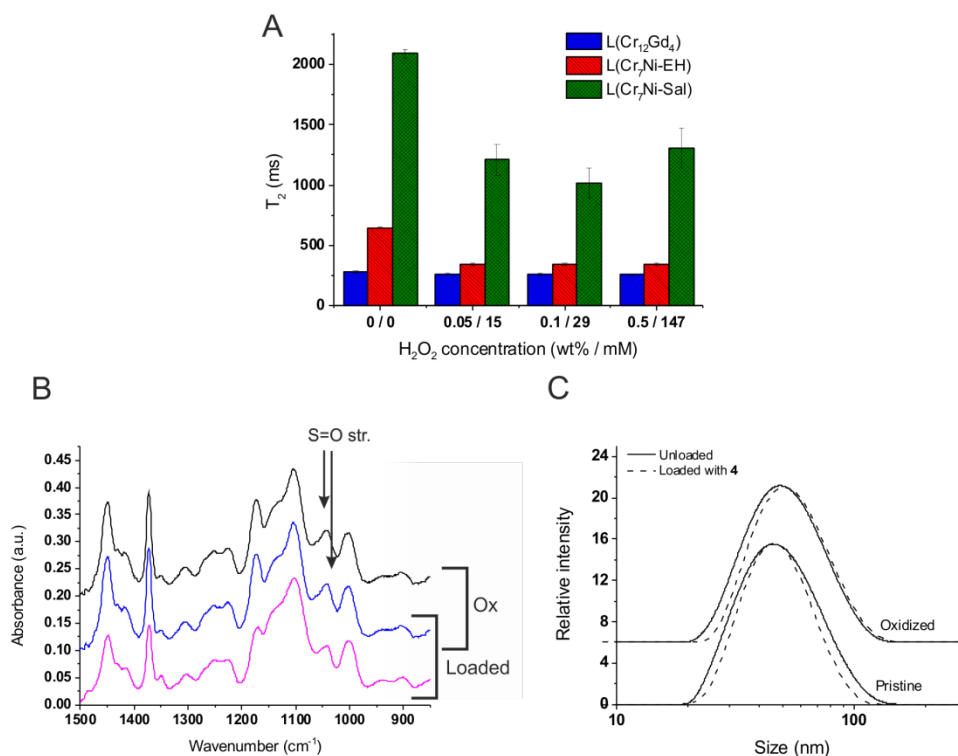 A
L(Cr₁₂Gd₄)
L(Cr₇Ni-EH)
L(Cr₇Ni-Sal)
2000
1500
1000
500
0
T₂ (ms)
0 / 0 0.05 / 15 0.1 / 29 0.5 / 147
H₂O₂ concentration (wt% / mM)
B
S=O str.
0.45
0.40
0.35
0.30
0.25
0.20
0.15
0.10
0.05
0.00
Absorbance (a.u.)
Ox
Loaded
1500 1400 1300 1200 1100 1000 900
Wavenumber (cm⁻¹)
C
Unloaded
Loaded with 4
24
20
16
12
8
4
0
Relative intensity
Oxidized
Pristine
10 100
Size (nm)